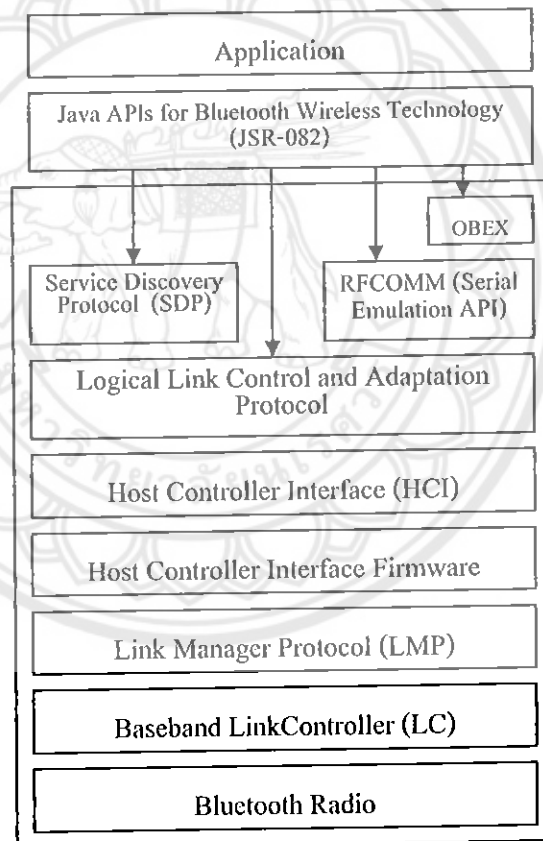 Application
Java APIs for Bluetooth Wireless Technology
(JSR-082)
OBEX
Service Discovery
Protocol (SDP)
RFCOMM (Serial
Emulation API)
Logical Link Control and Adaptation
Protocol
Host Controller Interface (HCI)
Host Controller Interface Firmware
Link Manager Protocol (LMP)
Baseband LinkController (LC)
Bluetooth Radio